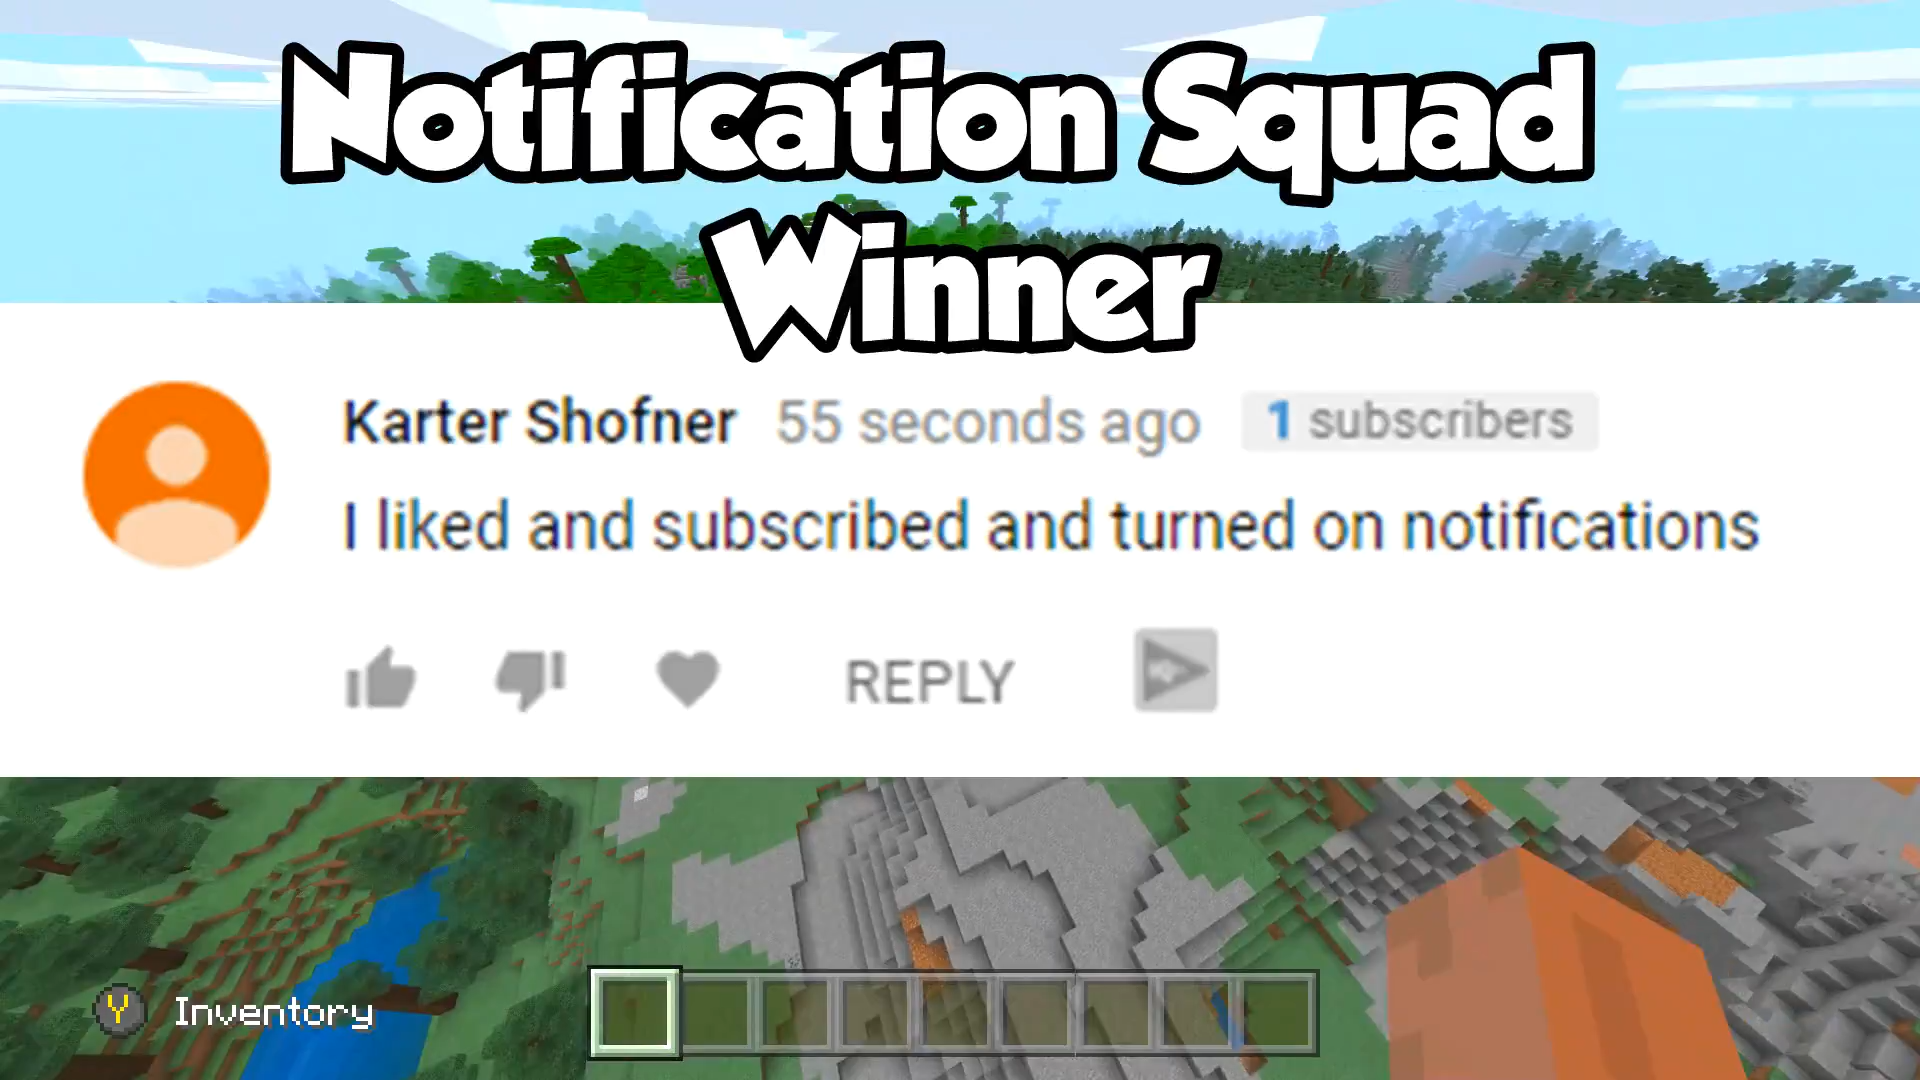 Notification Squad
Winner
Karter Shofner 55 seconds ago 1 subscribers
I liked and subscribed and turned on notifications
REPLY
Y Inventory